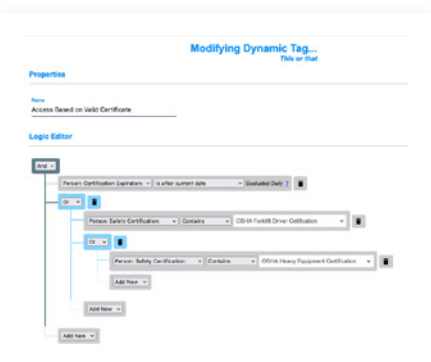 Modifying Dynamic Tag...
This or that
Properties
Name
Access Based on Valid Certificate
Logic Editor
And
Person: Certification Expiration: is after current date Evaluated Daily ?
Or
Person: Safety Certification: Contains OSHA Forklift Driver Certification
Or
Person: Safety Certification: Contains OSHA Heavy Equipment Certification
Add New
Add New
Add New